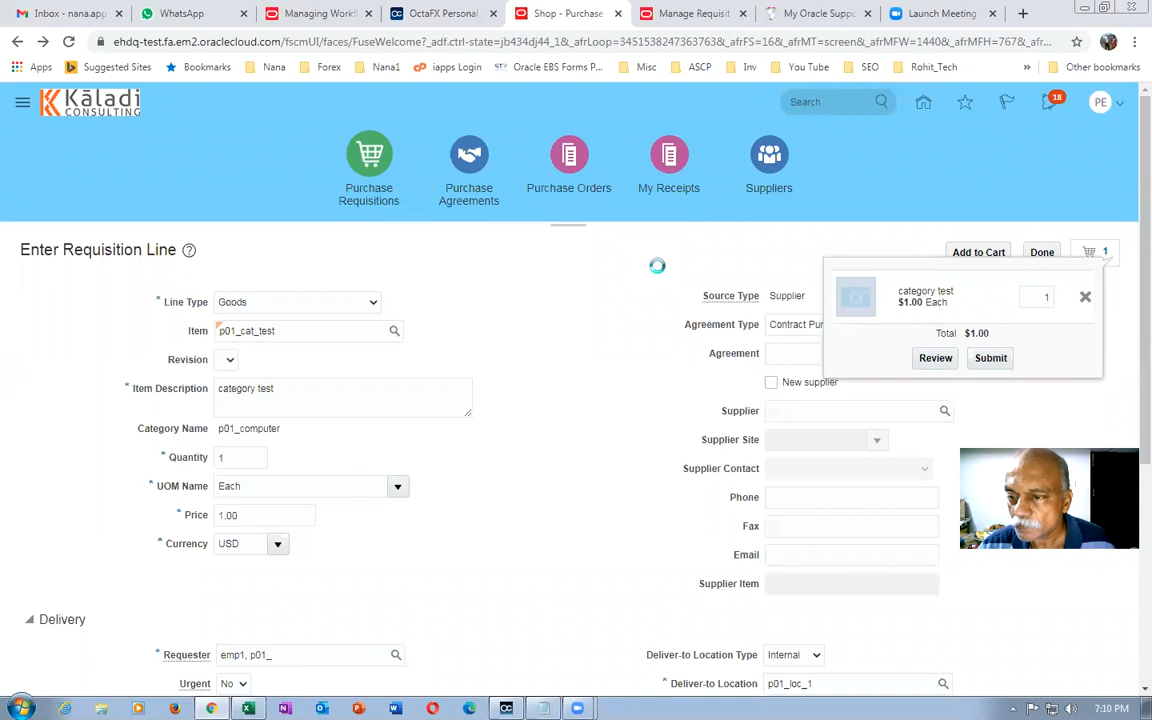 Inbox - nana.app
WhatsApp
Managing Workf
OctaFX Personal
Shop - Purchase
Manage Requisit
My Oracle Suppo
Launch Meeting
ehdq-test.fa.em2.oraclecloud.com/fscmUI/faces/FuseWelcome?_adf.ctrl-state=jb434dj44_1&_afrLoop=34515382473637 63&_afrFS=16&_afrMT=screen&_afrMFW=1440&_afrMFH=767&_afr...
Apps
Suggested Sites
Bookmarks
Nana
Forex
Nana1
iapps Login
Oracle EBS Forms P...
Misc
ASCP
Inv
You Tube
SEO
Rohit_Tech
Other bookmarks
Kāladi
CONSULTING
Search
18
PE
Purchase
Requisitions
Purchase
Agreements
Purchase Orders
My Receipts
Suppliers
Enter Requisition Line
Add to Cart
Done
1
category test
$1.00 Each
1
Total $1.00
Review
Submit
* Line Type Goods
Item p01_cat_test
Revision
* Item Description category test
Category Name p01_computer
* Quantity 1
* UOM Name Each
* Price 1.00
* Currency USD
Source Type Supplier
Agreement Type Contract Pur
Agreement
New supplier
Supplier
Supplier Site
Supplier Contact
Phone
Fax
Email
Supplier Item
Delivery
* Requester emp1, p01_
Urgent No
Deliver-to Location Type Internal
* Deliver-to Location p01_loc_1
7:10 PM